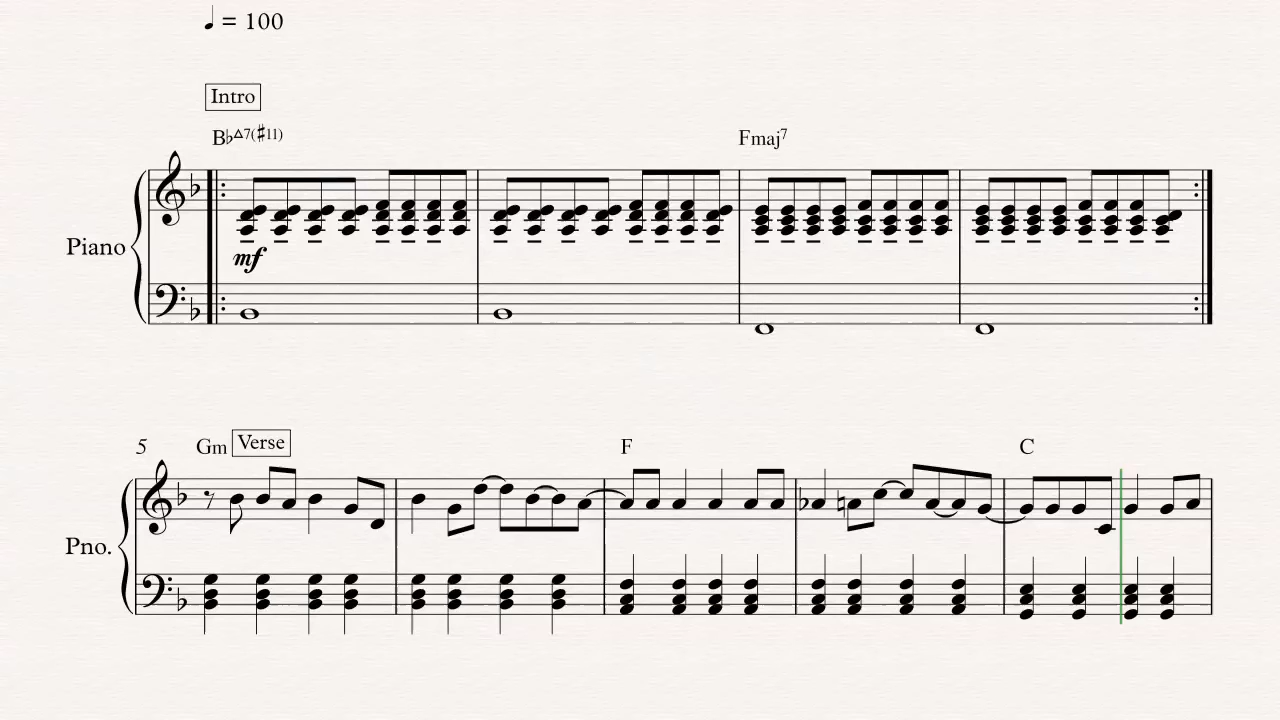 ♩ = 100
Intro
B♭Δ7(♯11) Fmaj7
Piano
mf
5 Gm Verse F C
Pno.